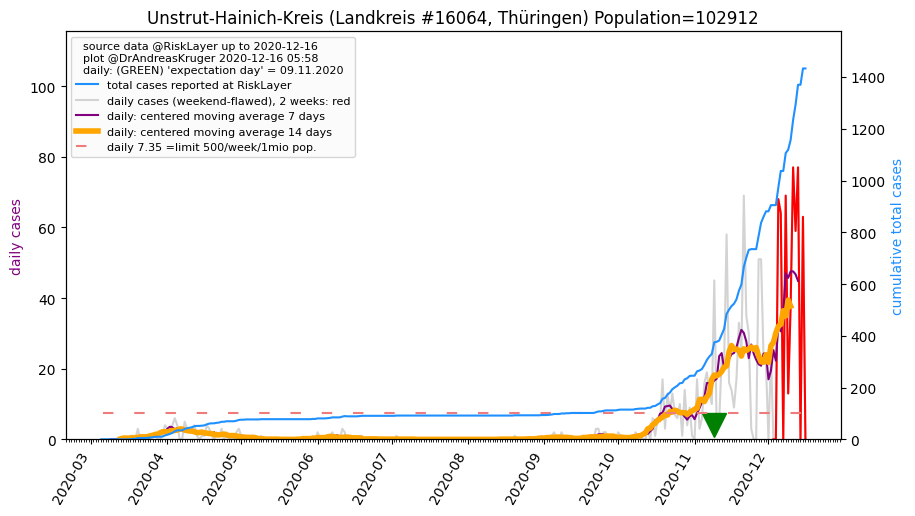 Unstrut-Hainich-Kreis (Landkreis #16064, Thüringen) Population=102912
source data @RiskLayer up to 2020-12-16
plot @DrAndreasKruger 2020-12-16 05:58
daily: (GREEN) 'expectation day' = 09.11.2020
total cases reported at RiskLayer
daily cases (weekend-flawed), 2 weeks: red
daily: centered moving average 7 days
daily: centered moving average 14 days
daily 7.35 =limit 500/week/1mio pop.
daily cases
0
20
40
60
80
100
cumulative total cases
0
200
400
600
800
1000
1200
1400
2020-03
2020-04
2020-05
2020-06
2020-07
2020-08
2020-09
2020-10
2020-11
2020-12